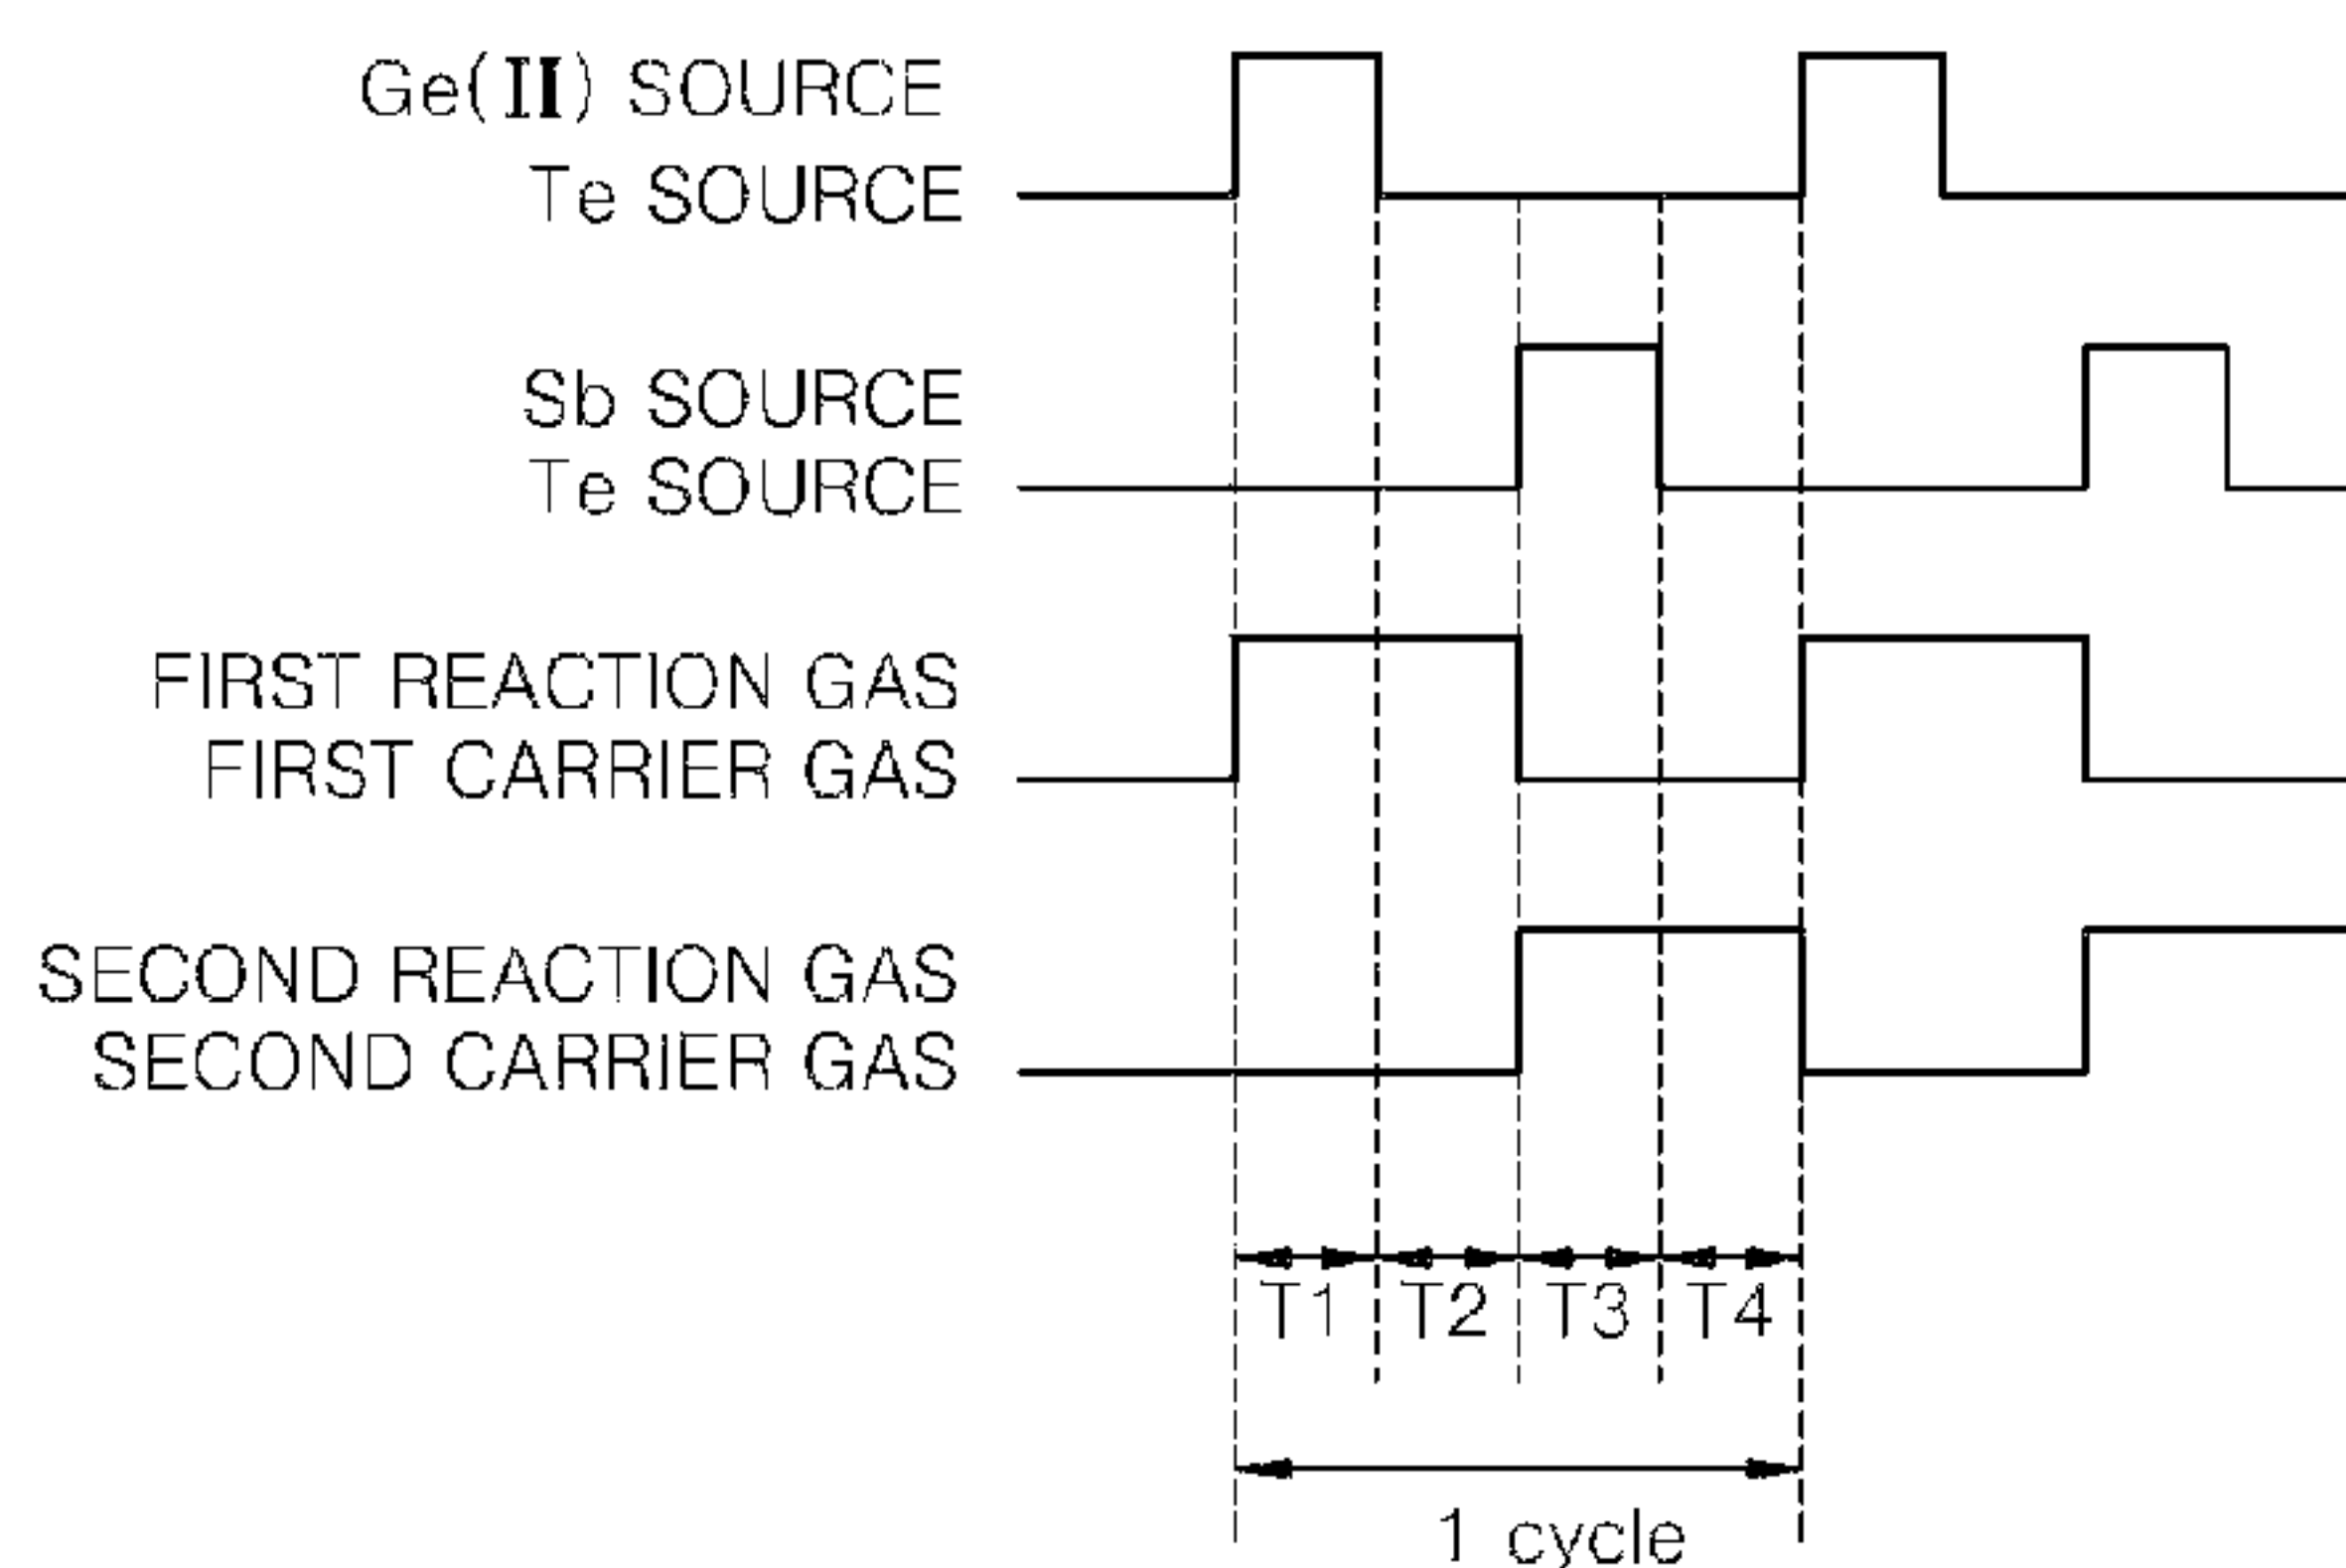 Ge(II) SOURCE
Te SOURCE
Sb SOURCE
Te SOURCE
FIRST REACTION GAS
FIRST CARRIER GAS
SECOND REACTION GAS
SECOND CARRIER GAS
T1 T2 T3 T4
1 cycle